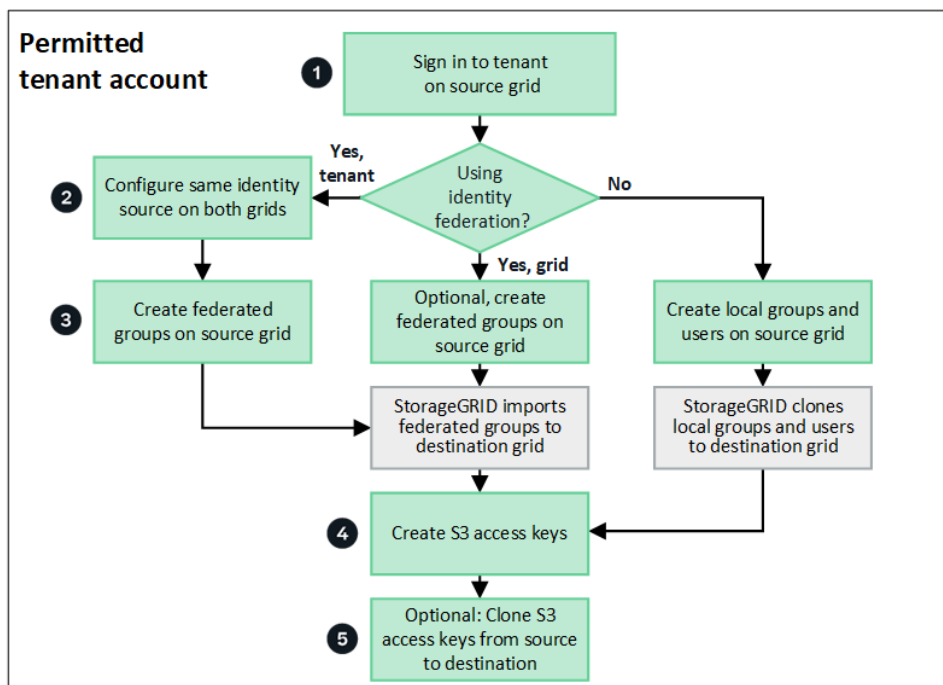 Permitted
tenant account
1
Sign in to tenant
on source grid
Yes,
tenant
Using
identity
federation?
No
2
Configure same identity
source on both grids
Yes, grid
3
Create federated
groups on source grid
Optional, create
federated groups on
source grid
Create local groups and
users on source grid
StorageGRID imports
federated groups to
destination grid
StorageGRID clones
local groups and users
to destination grid
4
Create S3 access keys
5
Optional: Clone S3
access keys from source
to destination